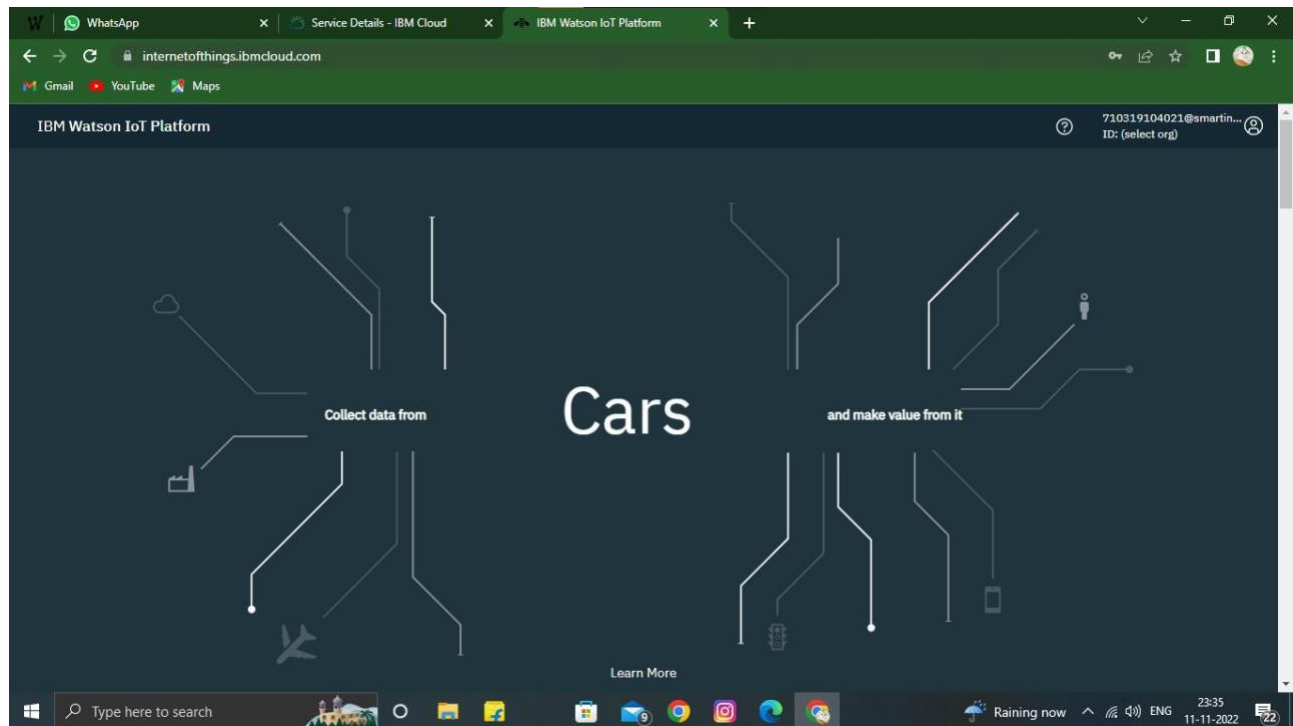 W
WhatsApp
Service Details - IBM Cloud
IBM Watson IoT Platform
internetofthings.ibmcloud.com
Gmail
YouTube
Maps
IBM Watson IoT Platform
710319104021@smartin...
ID: (select org)
Collect data from
Cars
and make value from it
Learn More
Type here to search
9
Raining now
ENG
23:35
11-11-2022
22